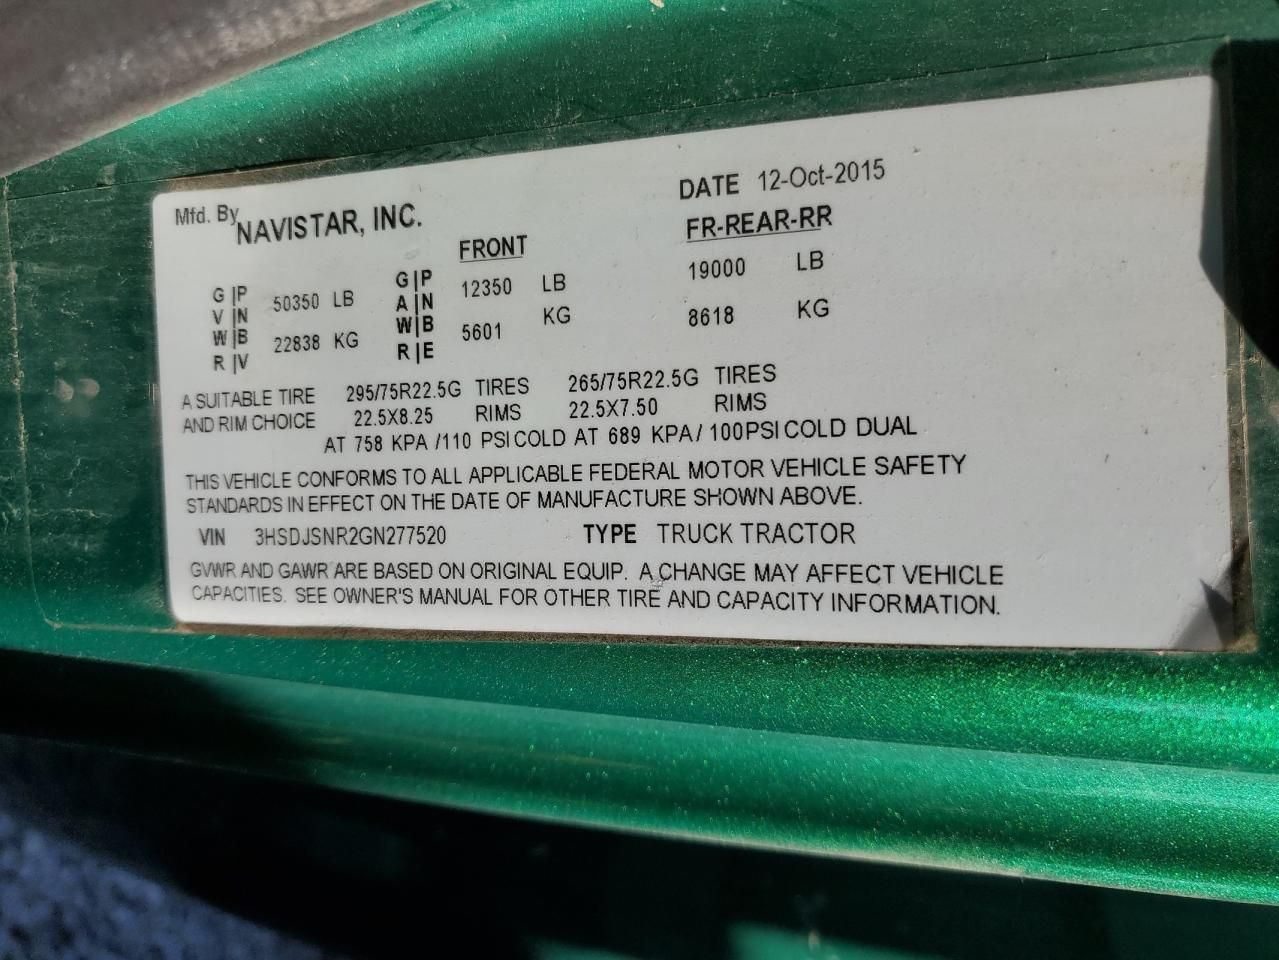 Mfd. By NAVISTAR, INC. DATE 12-Oct-2015
FRONT FR-REAR-RR
G|P 50350 LB G|P 12350 LB 19000 LB
V|N A|N
W|B 22838 KG W|B 5601 KG 8618 KG
R|V R|E
A SUITABLE TIRE 295/75R22.5G TIRES 265/75R22.5G TIRES
AND RIM CHOICE 22.5X8.25 RIMS 22.5X7.50 RIMS
AT 758 KPA /110 PSI COLD AT 689 KPA/ 100PSI COLD DUAL
THIS VEHICLE CONFORMS TO ALL APPLICABLE FEDERAL MOTOR VEHICLE SAFETY
STANDARDS IN EFFECT ON THE DATE OF MANUFACTURE SHOWN ABOVE.
VIN 3HSDJSNR2GN277520 TYPE TRUCK TRACTOR
GVWR AND GAWR ARE BASED ON ORIGINAL EQUIP. A CHANGE MAY AFFECT VEHICLE
CAPACITIES. SEE OWNER'S MANUAL FOR OTHER TIRE AND CAPACITY INFORMATION.